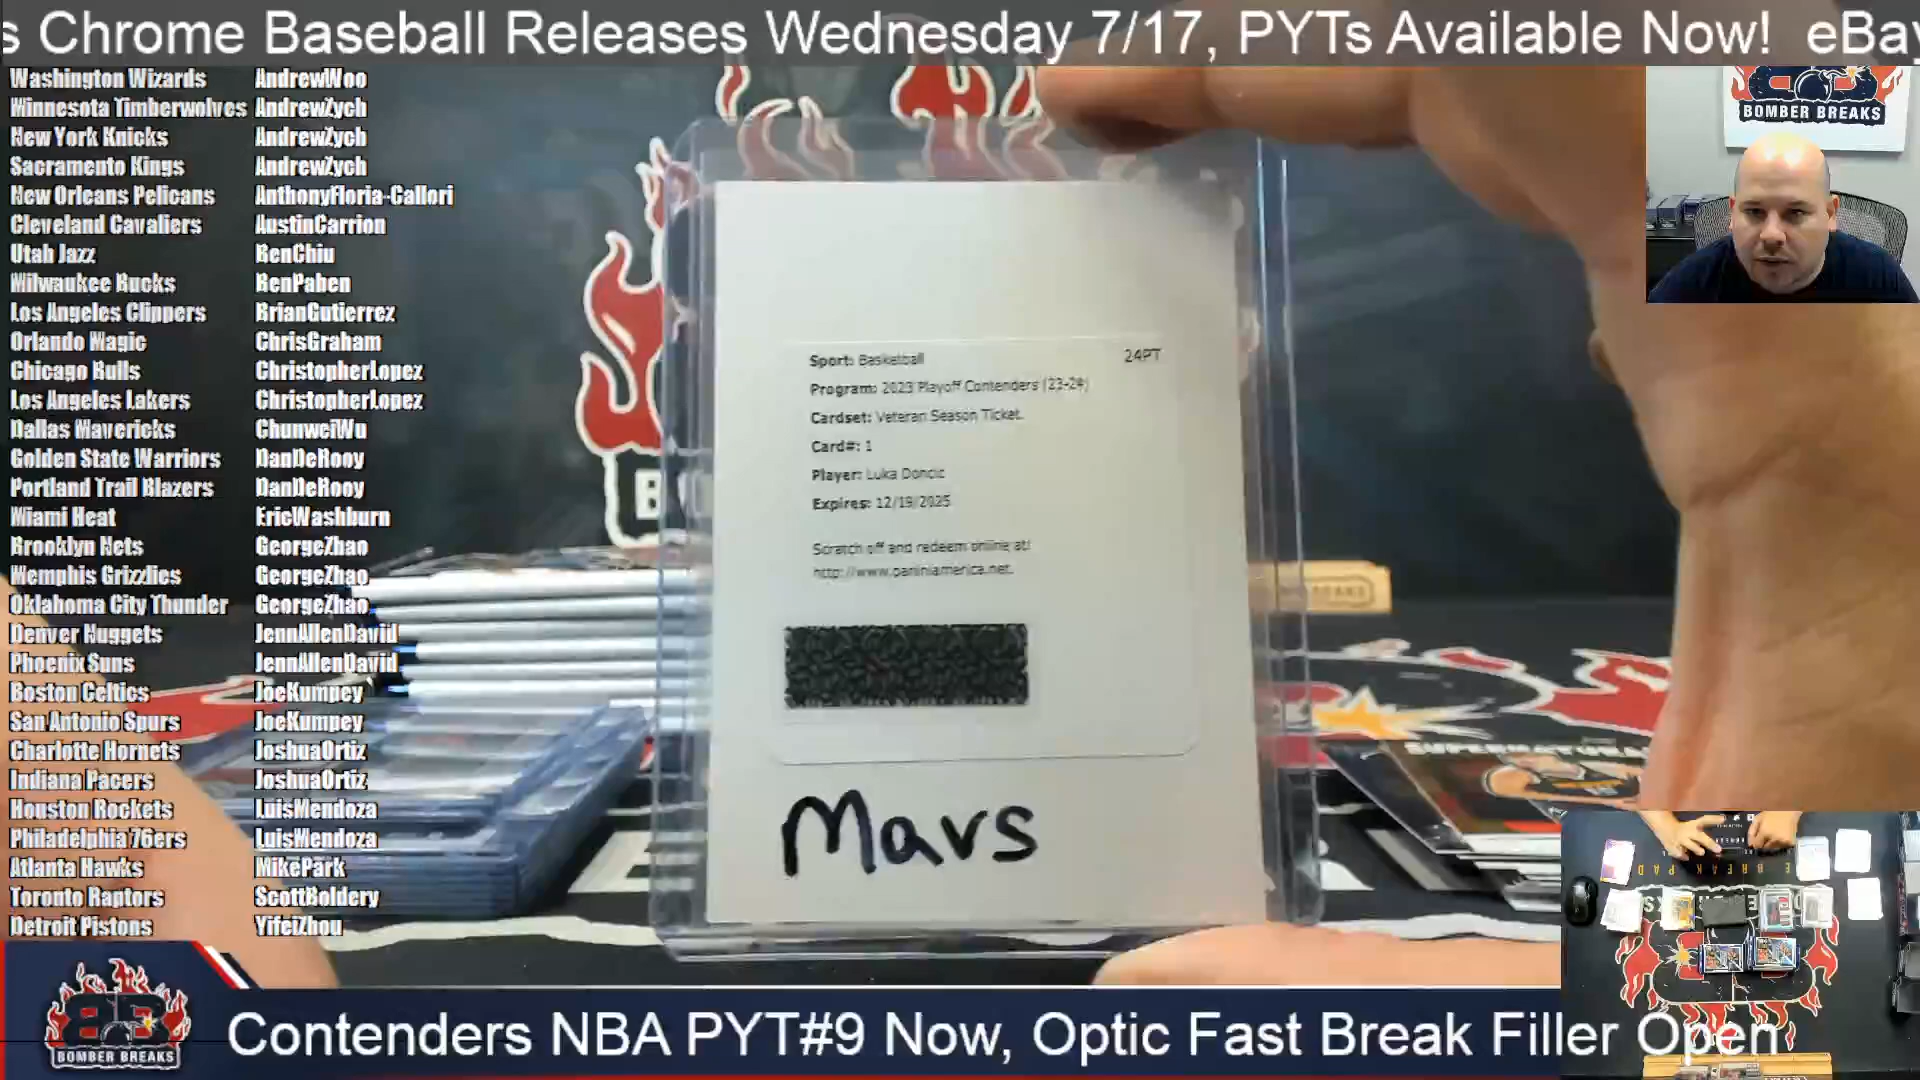 s Chrome Baseball Releases Wednesday 7/17, PYTs Available Now! eBay
Washington Wizards AndrewWoo
Minnesota Timberwolves AndrewZych
New York Knicks AndrewZych
Sacramento Kings AndrewZych
New Orleans Pelicans AnthonyFloria-Callori
Cleveland Cavaliers AustinCarrion
Utah Jazz BenChiu
Milwaukee Bucks BenPaben
Los Angeles Clippers BrianGutierrez
Orlando Magic ChrisGraham
Chicago Bulls ChristopherLopez
Los Angeles Lakers ChristopherLopez
Dallas Mavericks ChunweiWu
Golden State Warriors DanDeRooy
Portland Trail Blazers DanDeRooy
Miami Heat EricWashburn
Brooklyn Nets GeorgeZhao
Memphis Grizzlies GeorgeZhao
Oklahoma City Thunder GeorgeZhao
Denver Nuggets JennAllenDavid
Phoenix Suns JennAllenDavid
Boston Celtics JoeKumpey
San Antonio Spurs JoeKumpey
Charlotte Hornets JoshuaOrtiz
Indiana Pacers JoshuaOrtiz
Houston Rockets LuisMendoza
Philadelphia 76ers LuisMendoza
Atlanta Hawks MikePark
Toronto Raptors ScottBoldery
Detroit Pistons YifeiZhou
BOMBER BREAKS
Sport: Basketball 24PT
Program: 2023 Playoff Contenders (23-24)
Cardset: Veteran Season Ticket.
Card#: 1
Player: Luka Doncic
Expires: 12/19/2025
Scratch off and redeem online at:
http://www.paniniamerica.net.
Mavs
BOMBER BREAKS
Contenders NBA PYT#9 Now, Optic Fast Break Filler Open